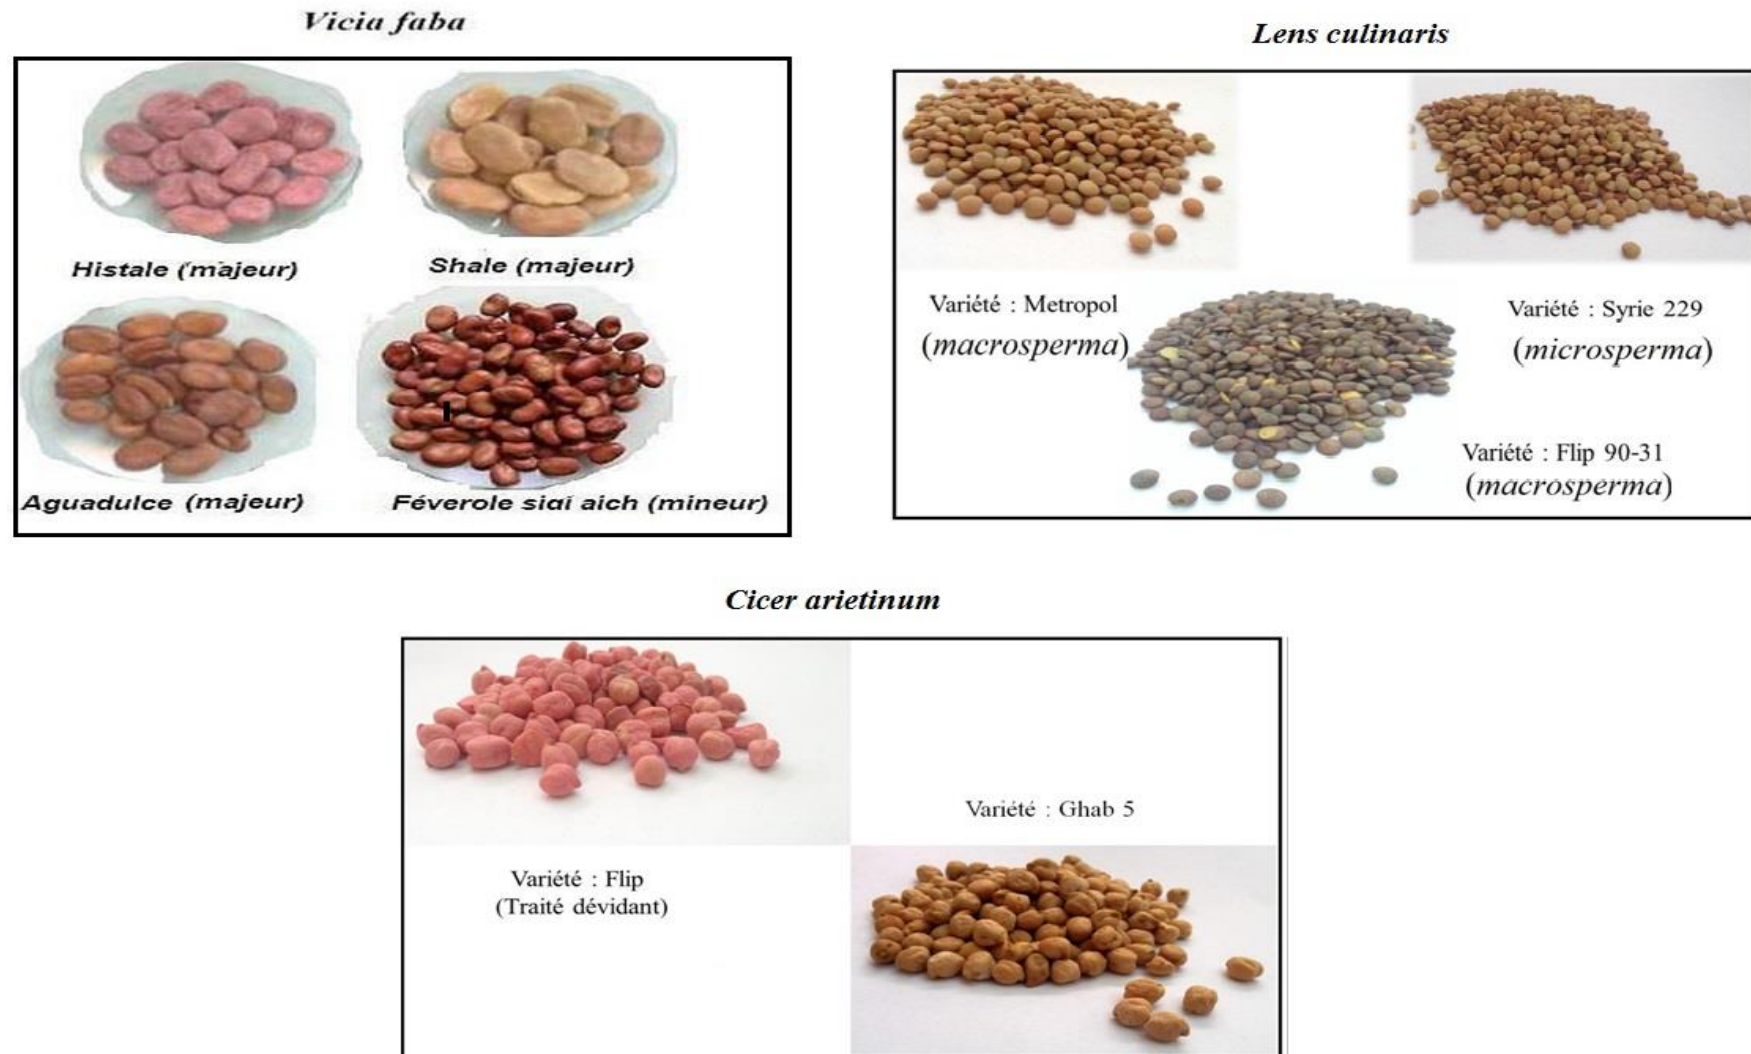 Vicia faba
Histale (majeur)
Shale (majeur)
Aguadulce (majeur)
Féverole sidi aich (mineur)
Lens culinaris
Variété : Metropol
(macrosperma)
Variété : Syrie 229
(microsperma)
Variété : Flip 90-31
(macrosperma)
Cicer arietinum
Variété : Flip
(Traité dévidant)
Variété : Ghab 5